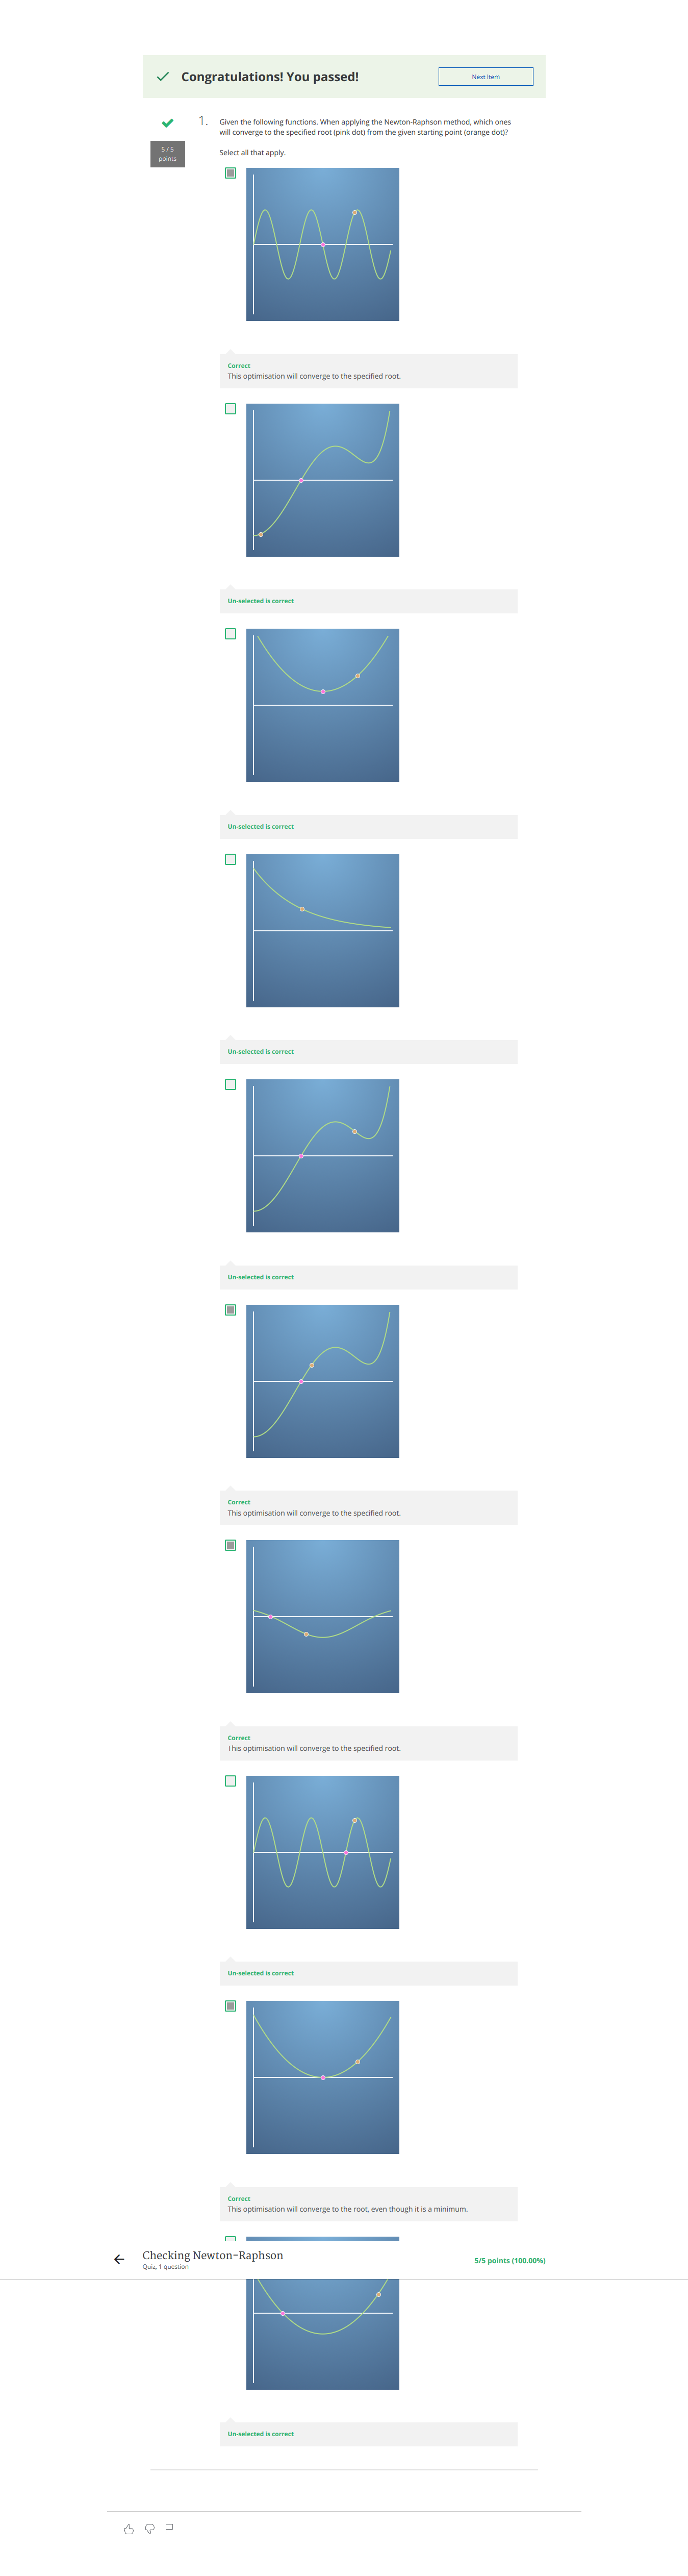 Congratulations! You passed!
Next Item
1.
Given the following functions. When applying the Newton-Raphson method, which ones
will converge to the specified root (pink dot) from the given starting point (orange dot)?
5 / 5
points
Select all that apply.
Correct
This optimisation will converge to the specified root.
Un-selected is correct
Un-selected is correct
Un-selected is correct
Un-selected is correct
Correct
This optimisation will converge to the specified root.
Correct
This optimisation will converge to the specified root.
Un-selected is correct
Correct
This optimisation will converge to the root, even though it is a minimum.
Checking Newton-Raphson
Quiz, 1 question
5/5 points (100.00%)
Un-selected is correct